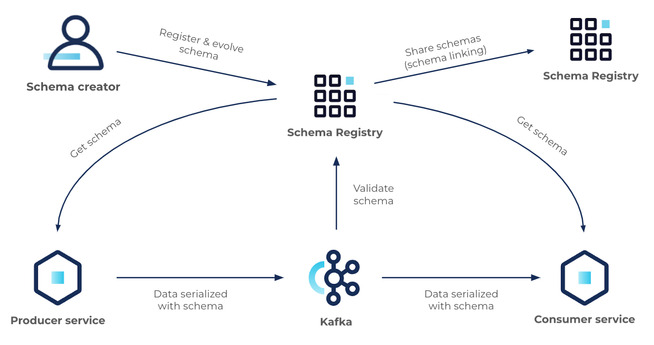 Register & evolve
schema
Share schemas
(schema linking)
Schema creator
Schema Registry
Schema Registry
Get schema
Get schema
Validate
schema
Data serialized
with schema
Data serialized
with schema
Producer service
Kafka
Consumer service